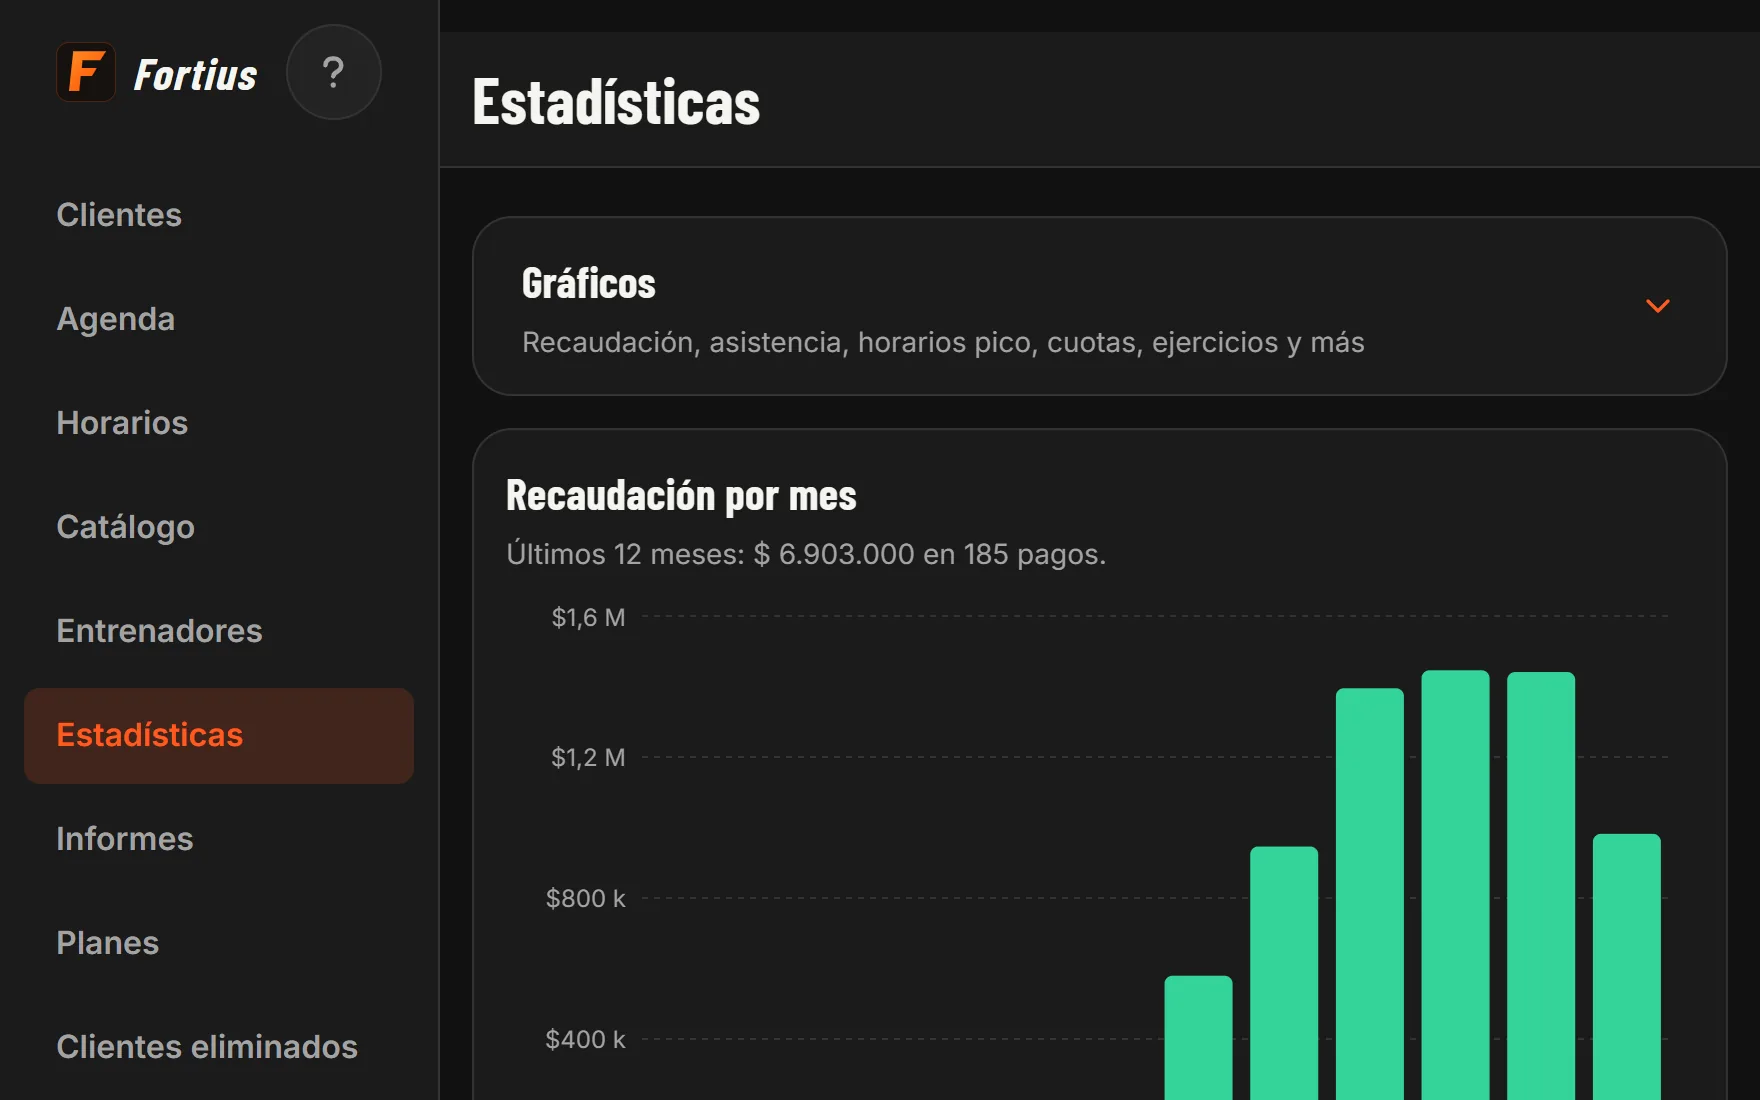 Fortius
?
Clientes
Agenda
Horarios
Catálogo
Entrenadores
Estadísticas
Informes
Planes
Clientes eliminados
Estadísticas
Gráficos
Recaudación, asistencia, horarios pico, cuotas, ejercicios y más
Recaudación por mes
Últimos 12 meses: $ 6.903.000 en 185 pagos.
$1,6 M
$1,2 M
$800 k
$400 k